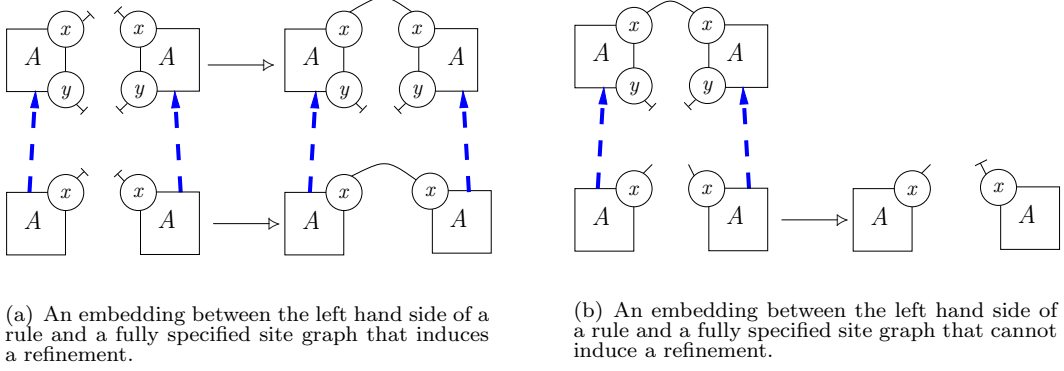 x x x x x x
A A A A A A
y y y y y y
x x x x x x x x
A A A A A A A A
(a) An embedding between the left hand side of a
rule and a fully specified site graph that induces
a refinement.
(b) An embedding between the left hand side of
a rule and a fully specified site graph that cannot
induce a refinement.